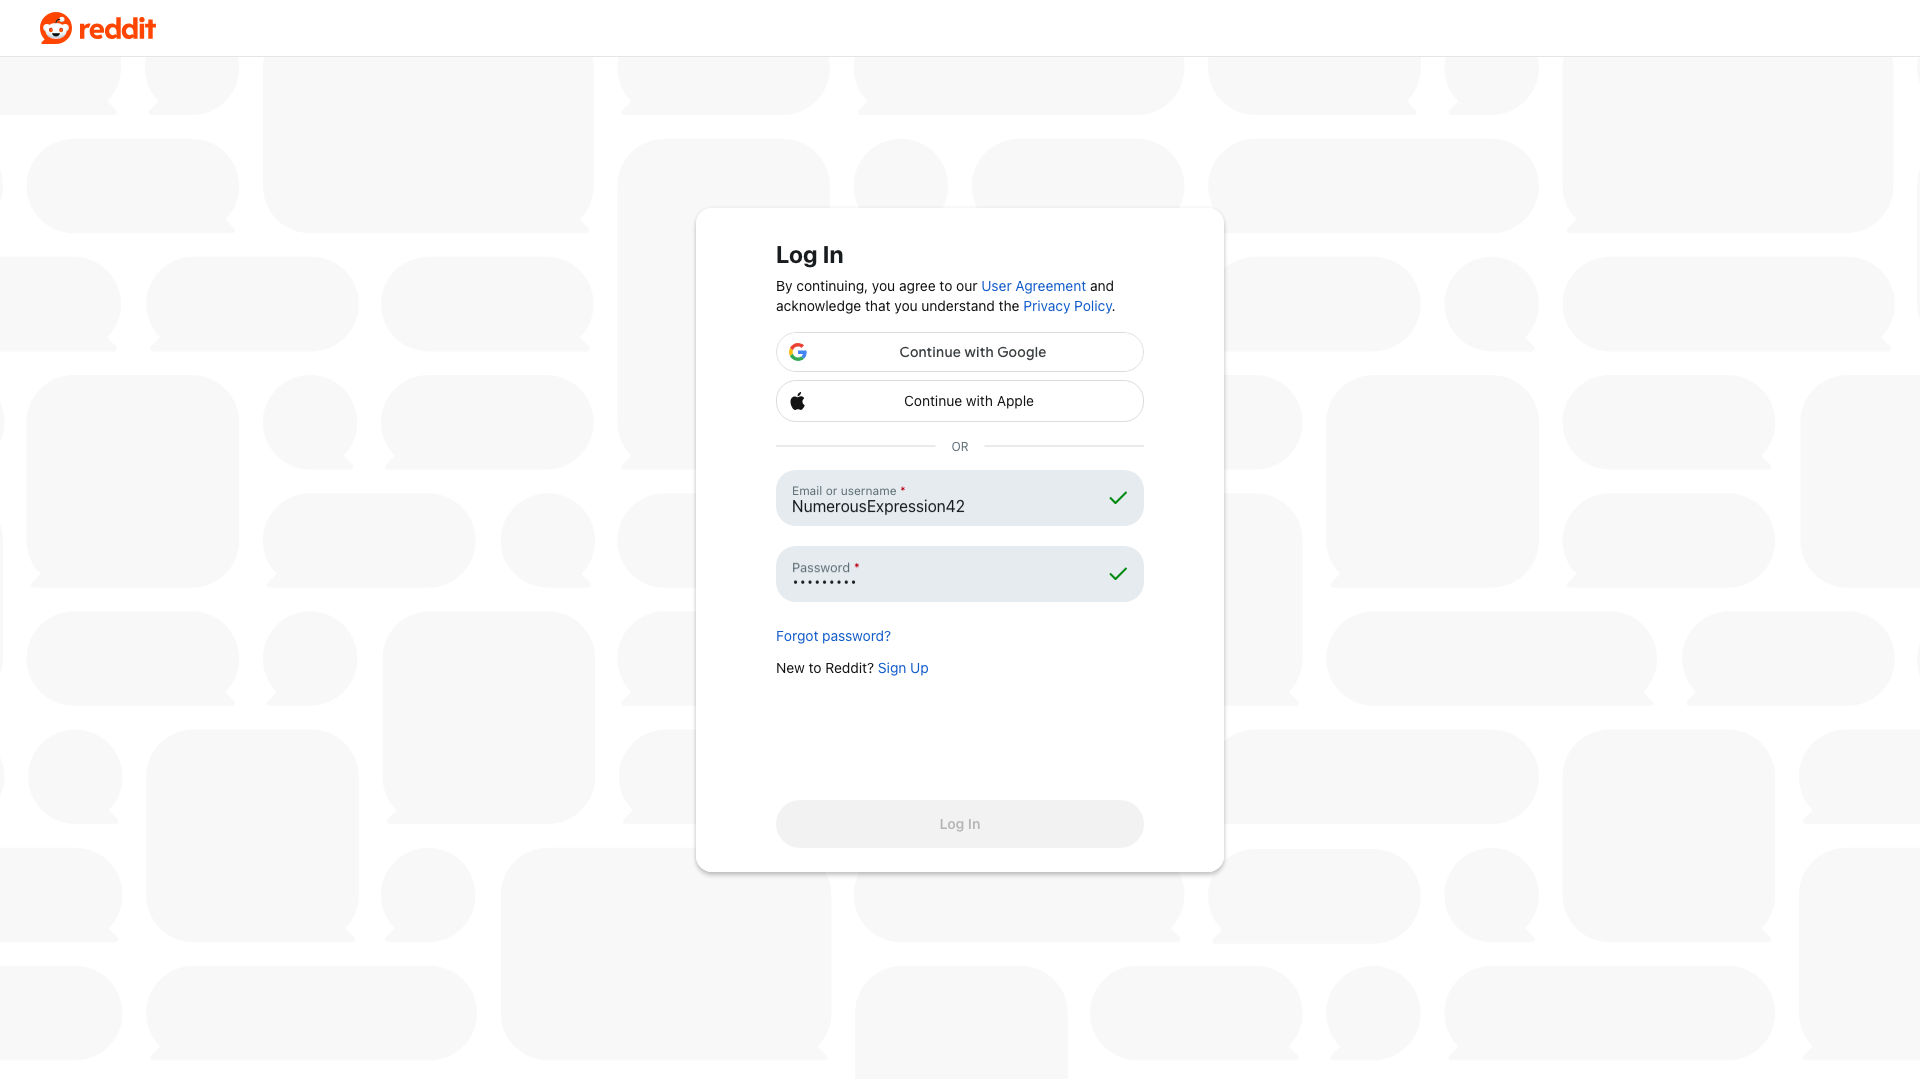 reddit
Log In
By continuing, you agree to our User Agreement and
acknowledge that you understand the Privacy Policy.
Continue with Google
Continue with Apple
OR
Email or username *
NumerousExpression42
Password *
•••••••••
Forgot password?
New to Reddit? Sign Up
Log In